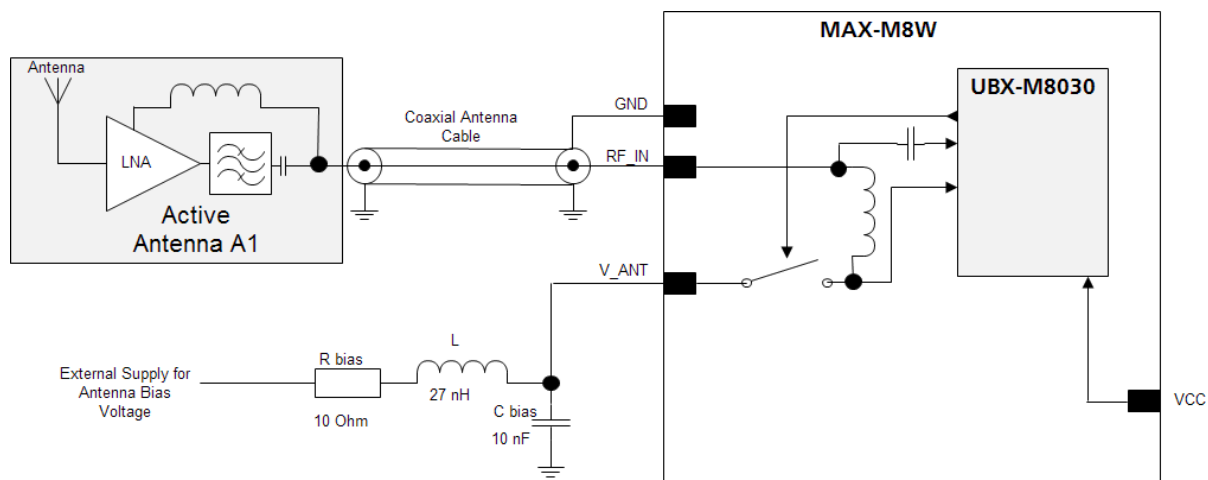 MAX-M8W
Antenna
LNA
Active
Antenna A1
Coaxial Antenna
Cable
GND
RF_IN
V_ANT
UBX-M8030
VCC
External Supply for
Antenna Bias
Voltage
R bias
10 Ohm
L
27 nH
C bias
10 nF